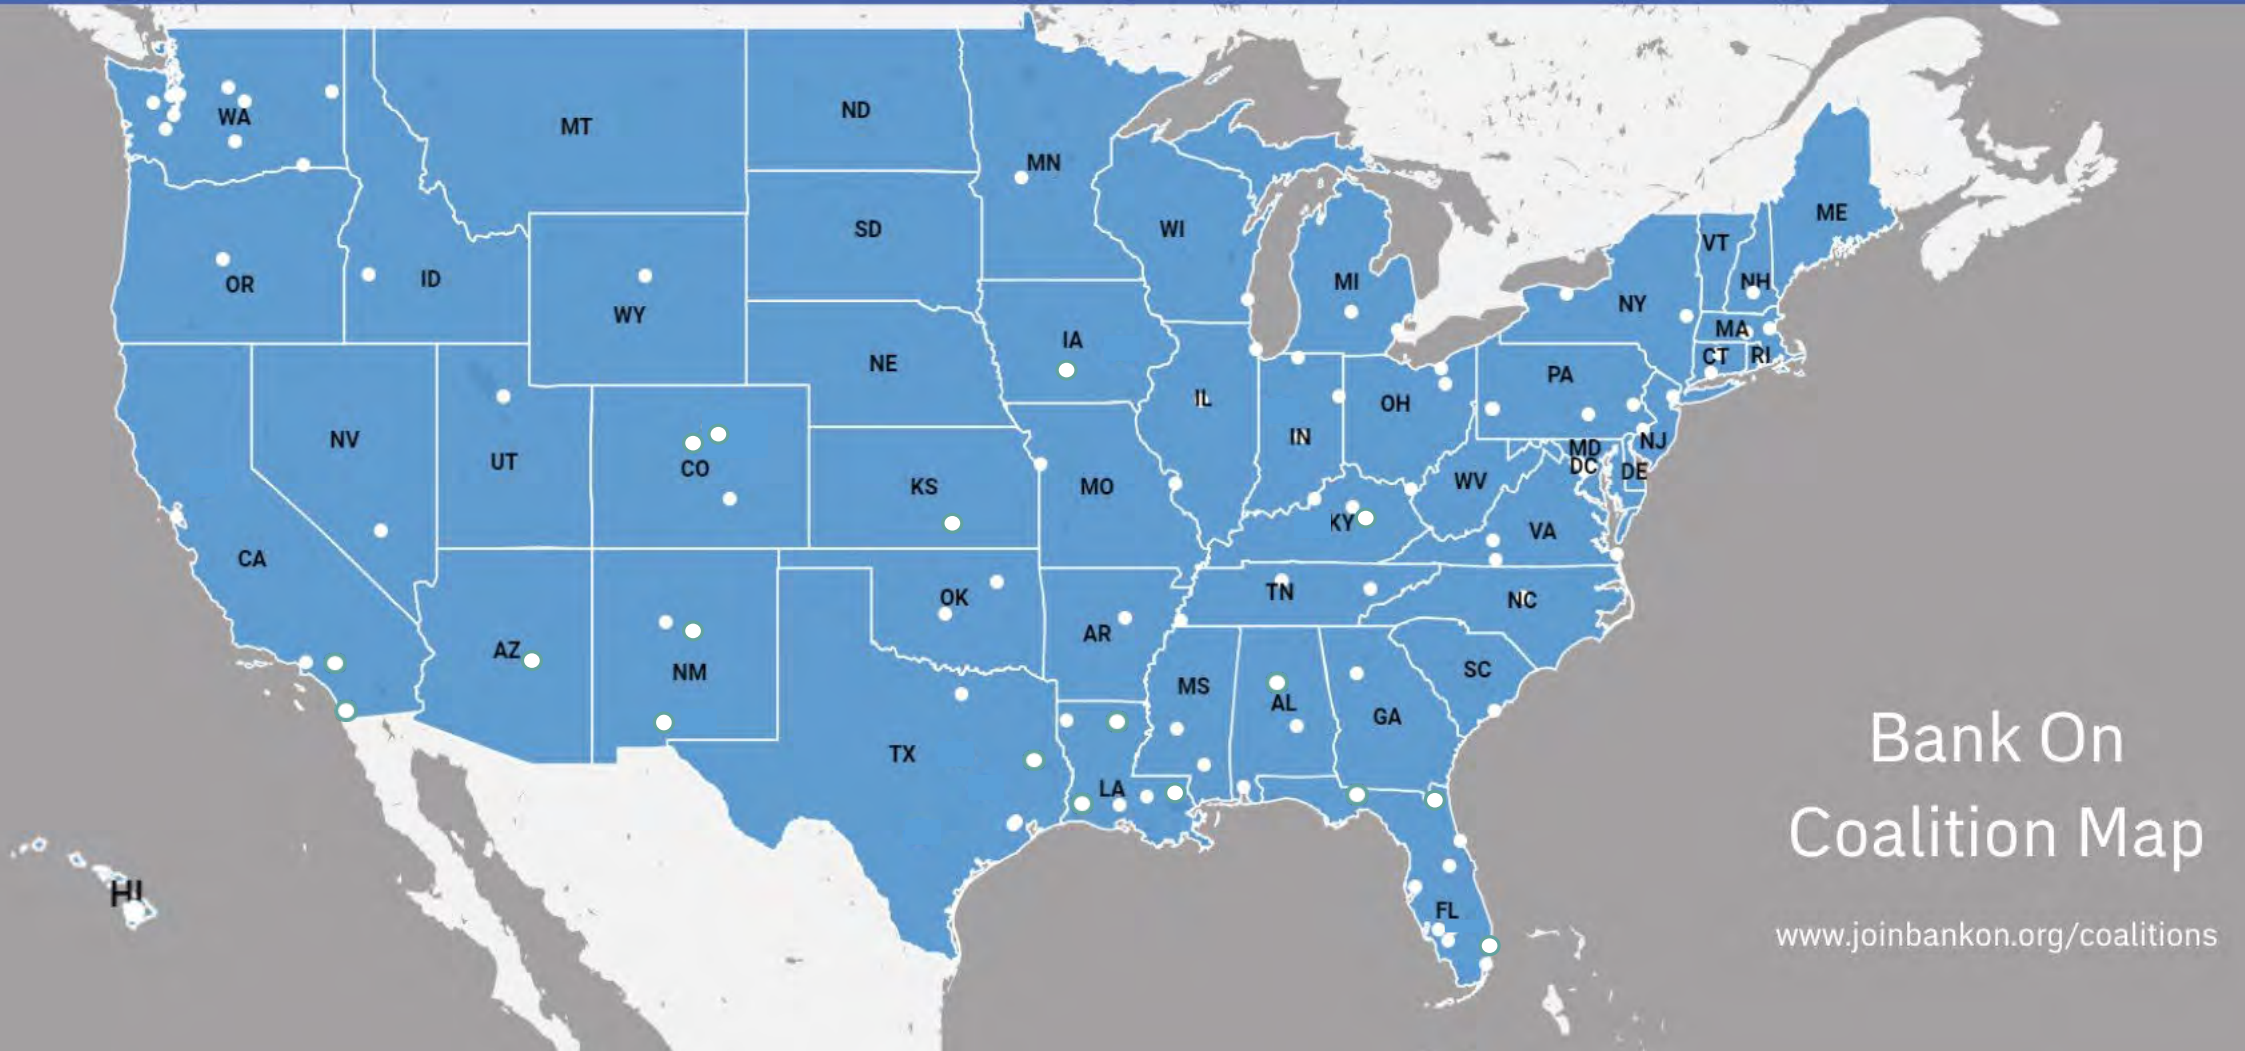 WA
MT
ND
MN
OR
ID
WY
SD
WI
MI
NY
VT
NH
ME
MA
CT
RI
NV
UT
CO
NE
IA
IL
IN
OH
PA
NJ
MD
DC
DE
CA
KS
MO
KY
WV
VA
AZ
NM
OK
AR
TN
NC
TX
LA
MS
AL
GA
SC
FL
HI
Bank On
Coalition Map
www.joinbankon.org/coalitions